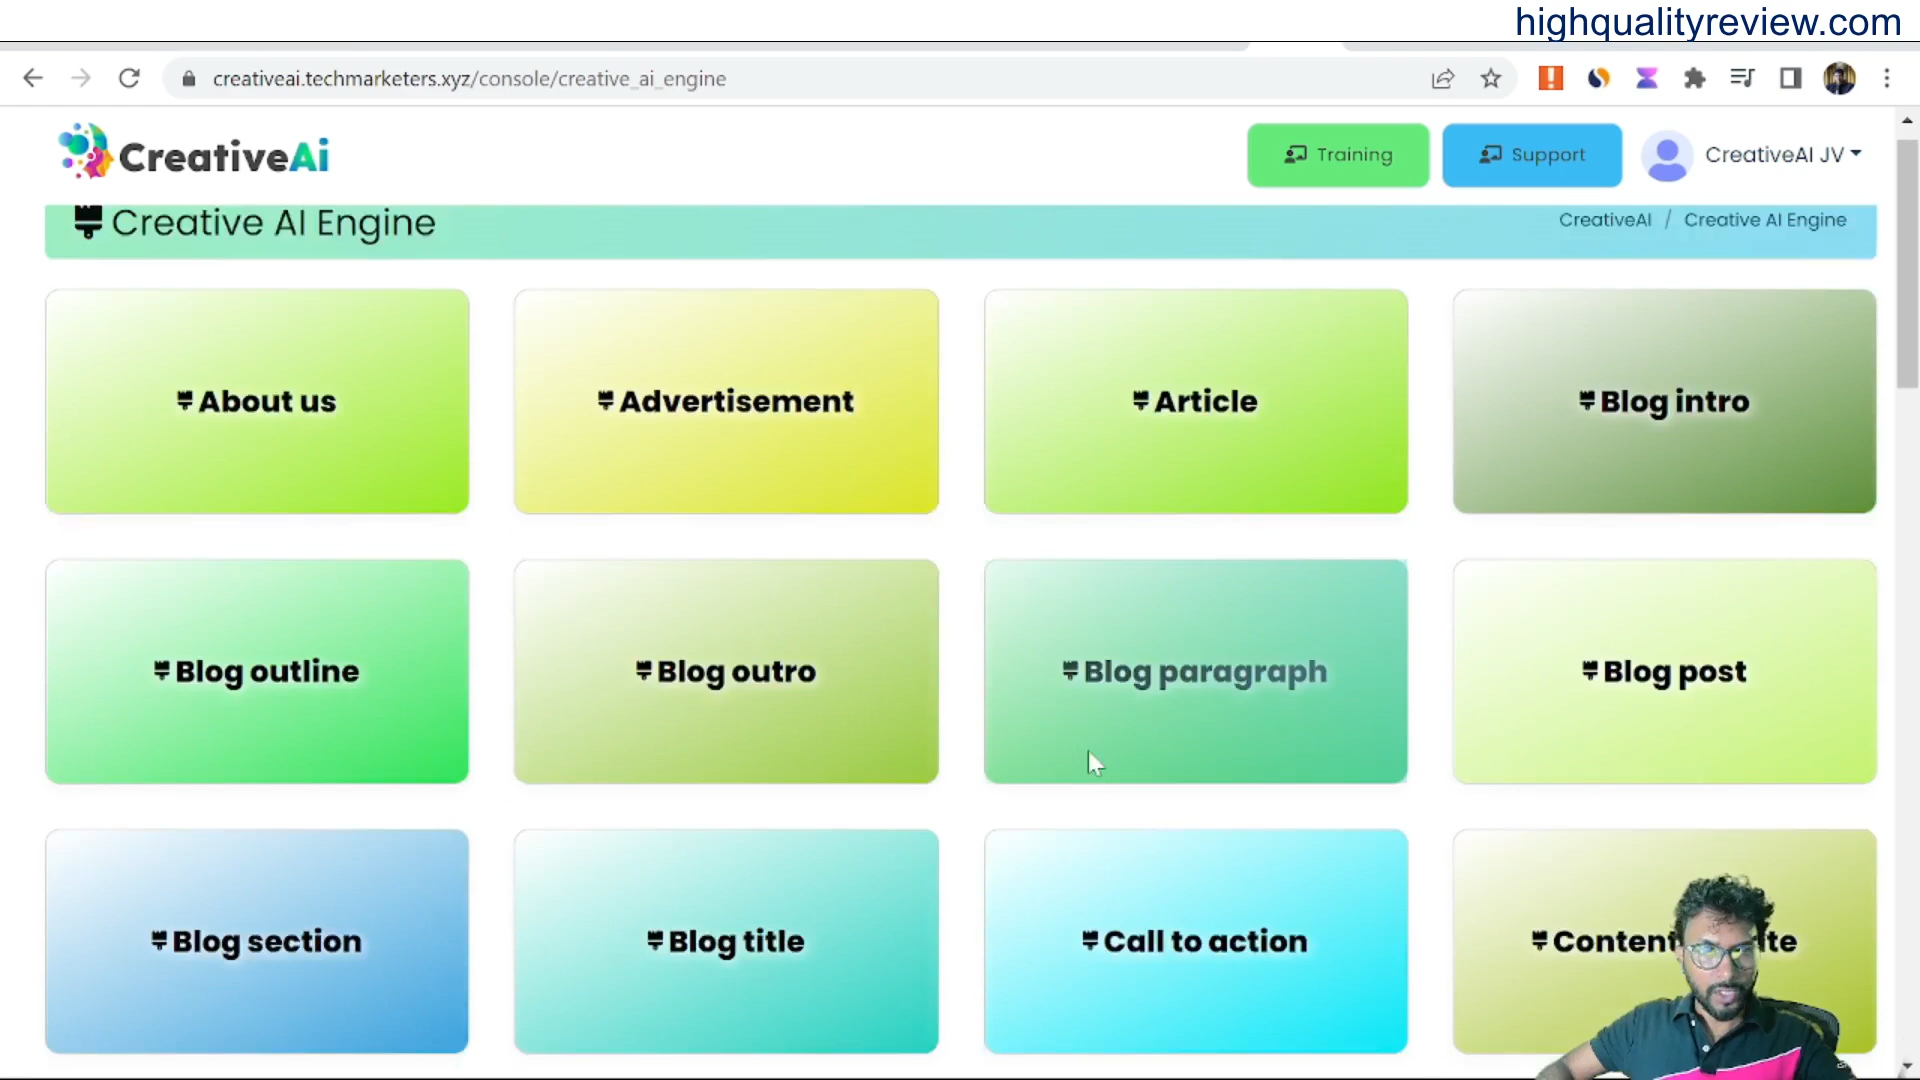 highqualityreview.com
creativeai.techmarketers.xyz/console/creative_ai_engine
CreativeAi
Training
Support
CreativeAI JV
Creative AI Engine
CreativeAI / Creative AI Engine
About us
Advertisement
Article
Blog intro
Blog outline
Blog outro
Blog paragraph
Blog post
Blog section
Blog title
Call to action
Content